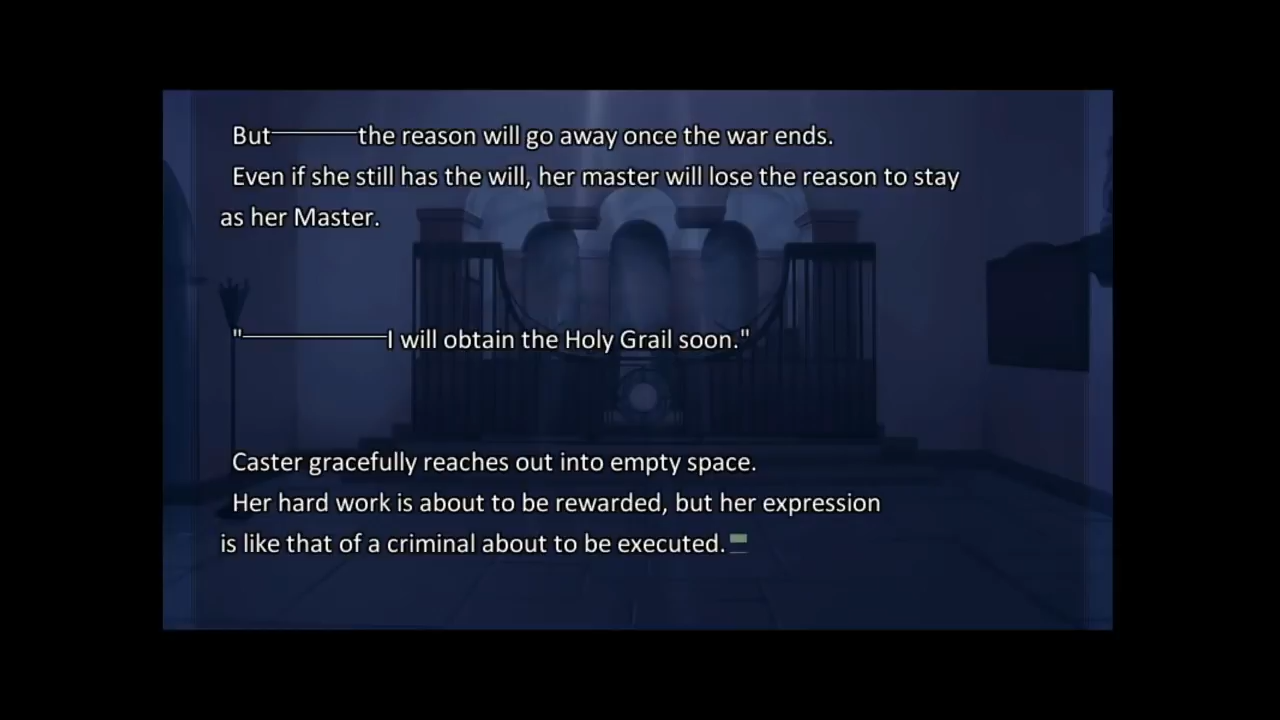 But————the reason will go away once the war ends.
Even if she still has the will, her master will lose the reason to stay
as her Master.
"——————I will obtain the Holy Grail soon."
Caster gracefully reaches out into empty space.
Her hard work is about to be rewarded, but her expression
is like that of a criminal about to be executed.